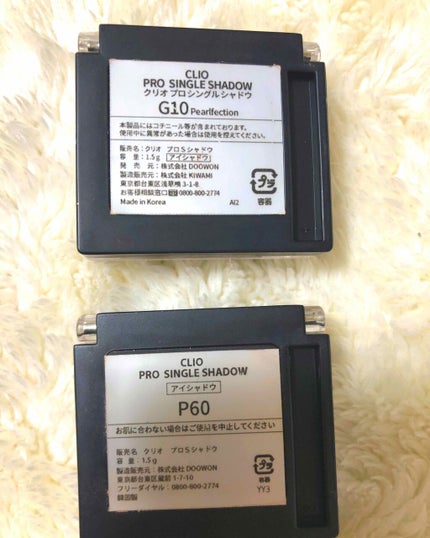 CLIO
PRO SINGLE SHADOW
クリオ プロシングルシャドウ
G10 Pearlfection
本製品にはコチニール等が含まれております。
使用中に異常があった場合は使用を控えてください。
販売名:クリオ プロSシャドウ
容量:1.5g アイシャドウ
発売元:株式会社 DOOWON
製造販売元:株式会社 KIWAMI
東京都台東区浅草橋 3-1-8
お客様相談窓口 0800-800-2774
Made in Korea AI2
プラ
容器
CLIO
PRO SINGLE SHADOW
アイシャドウ
P60
お肌に合わない場合はご使用を中止してください
販売名:クリオ プロSシャドウ
容量:1.5g
製造販売元:株式会社 DOOWON
東京都台東区蔵前 1-7-10
フリーダイヤル:0800-800-2774
韓国製
プラ
容器
YY3